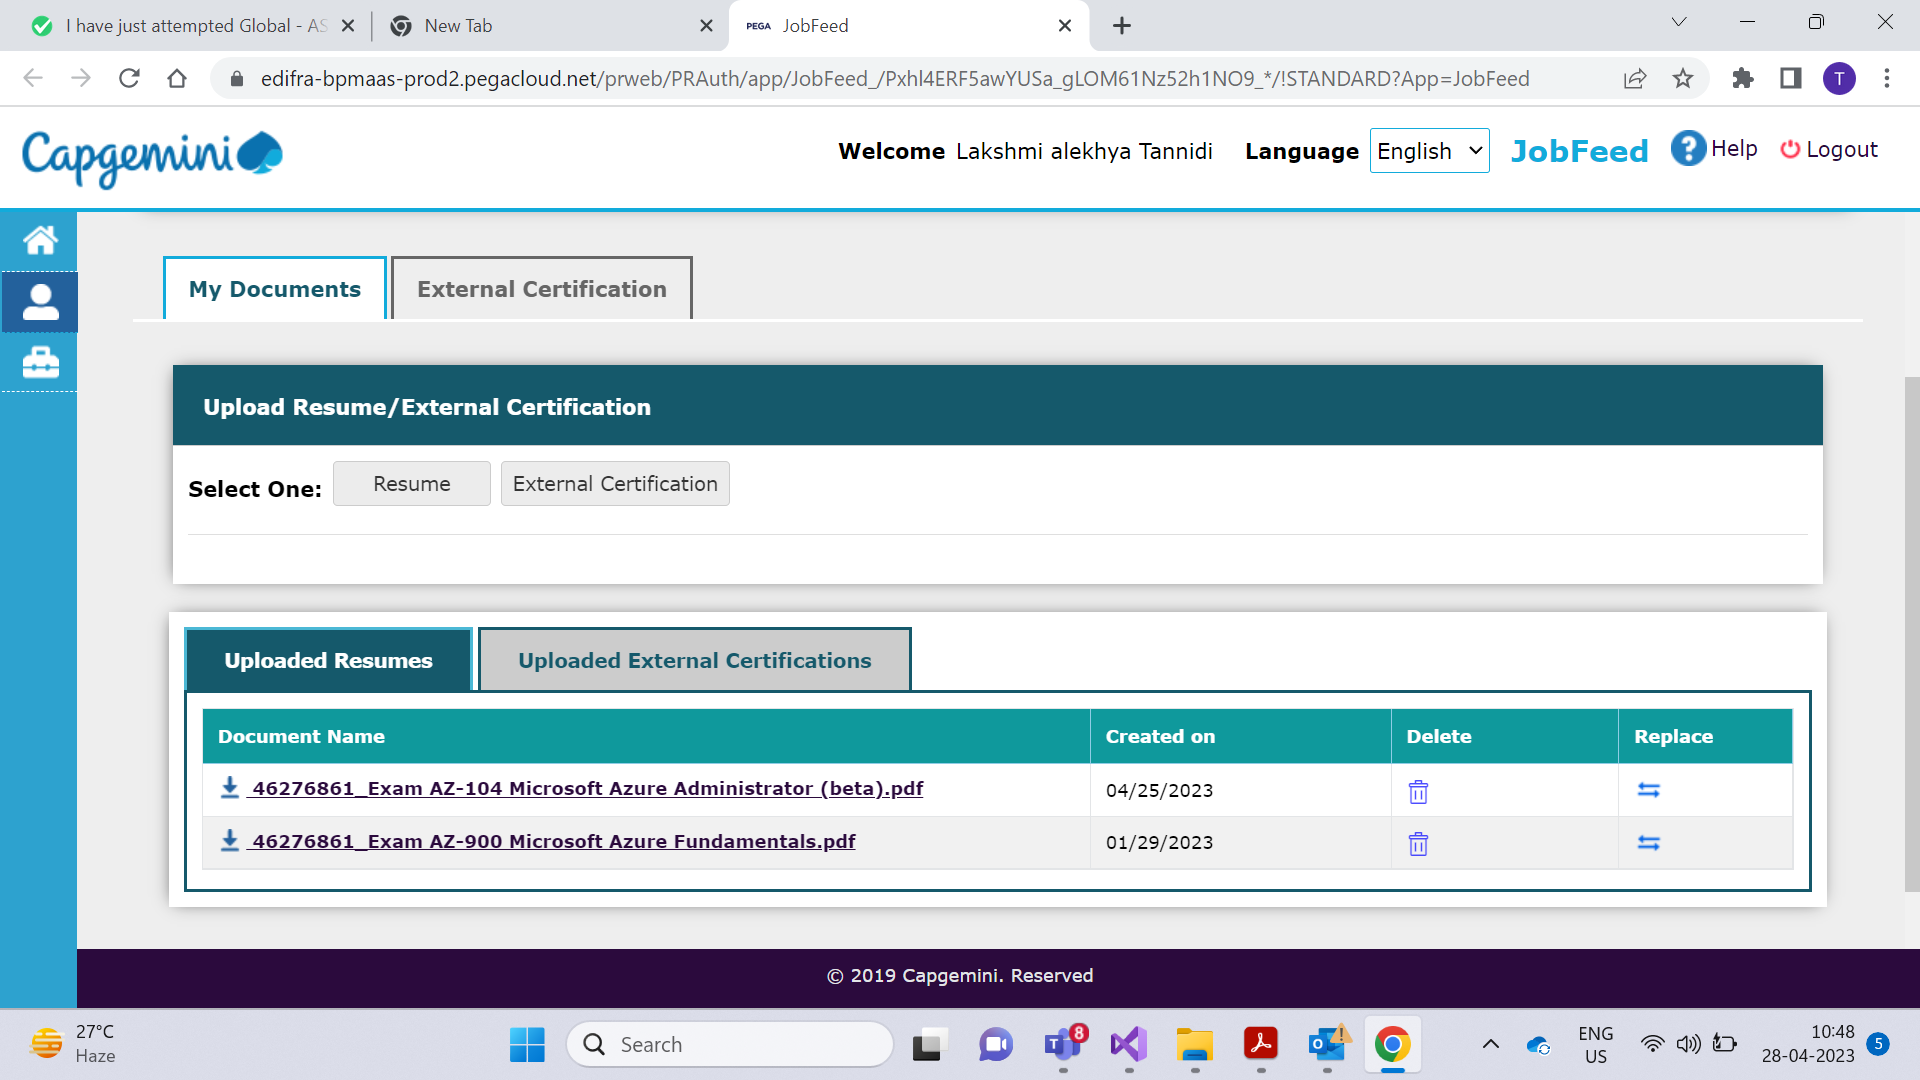 I have just attempted Global - AS
New Tab
PEGA JobFeed
edifra-bpmaas-prod2.pegacloud.net/prweb/PRAuth/app/JobFeed_/Pxhl4ERF5awYUSa_gLOM61Nz52h1NO9_*/!STANDARD?App=JobFeed
T
Capgemini
Welcome Lakshmi alekhya Tannidi
Language English
JobFeed
? Help
Logout
My Documents
External Certification
Upload Resume/External Certification
Select One: Resume External Certification
Uploaded Resumes
Uploaded External Certifications
Document Name Created on Delete Replace
46276861_Exam AZ-104 Microsoft Azure Administrator (beta).pdf 04/25/2023
46276861_Exam AZ-900 Microsoft Azure Fundamentals.pdf 01/29/2023
© 2019 Capgemini. Reserved
27°C
Haze
Search
T 8
O
ENG
US
10:48
28-04-2023
5